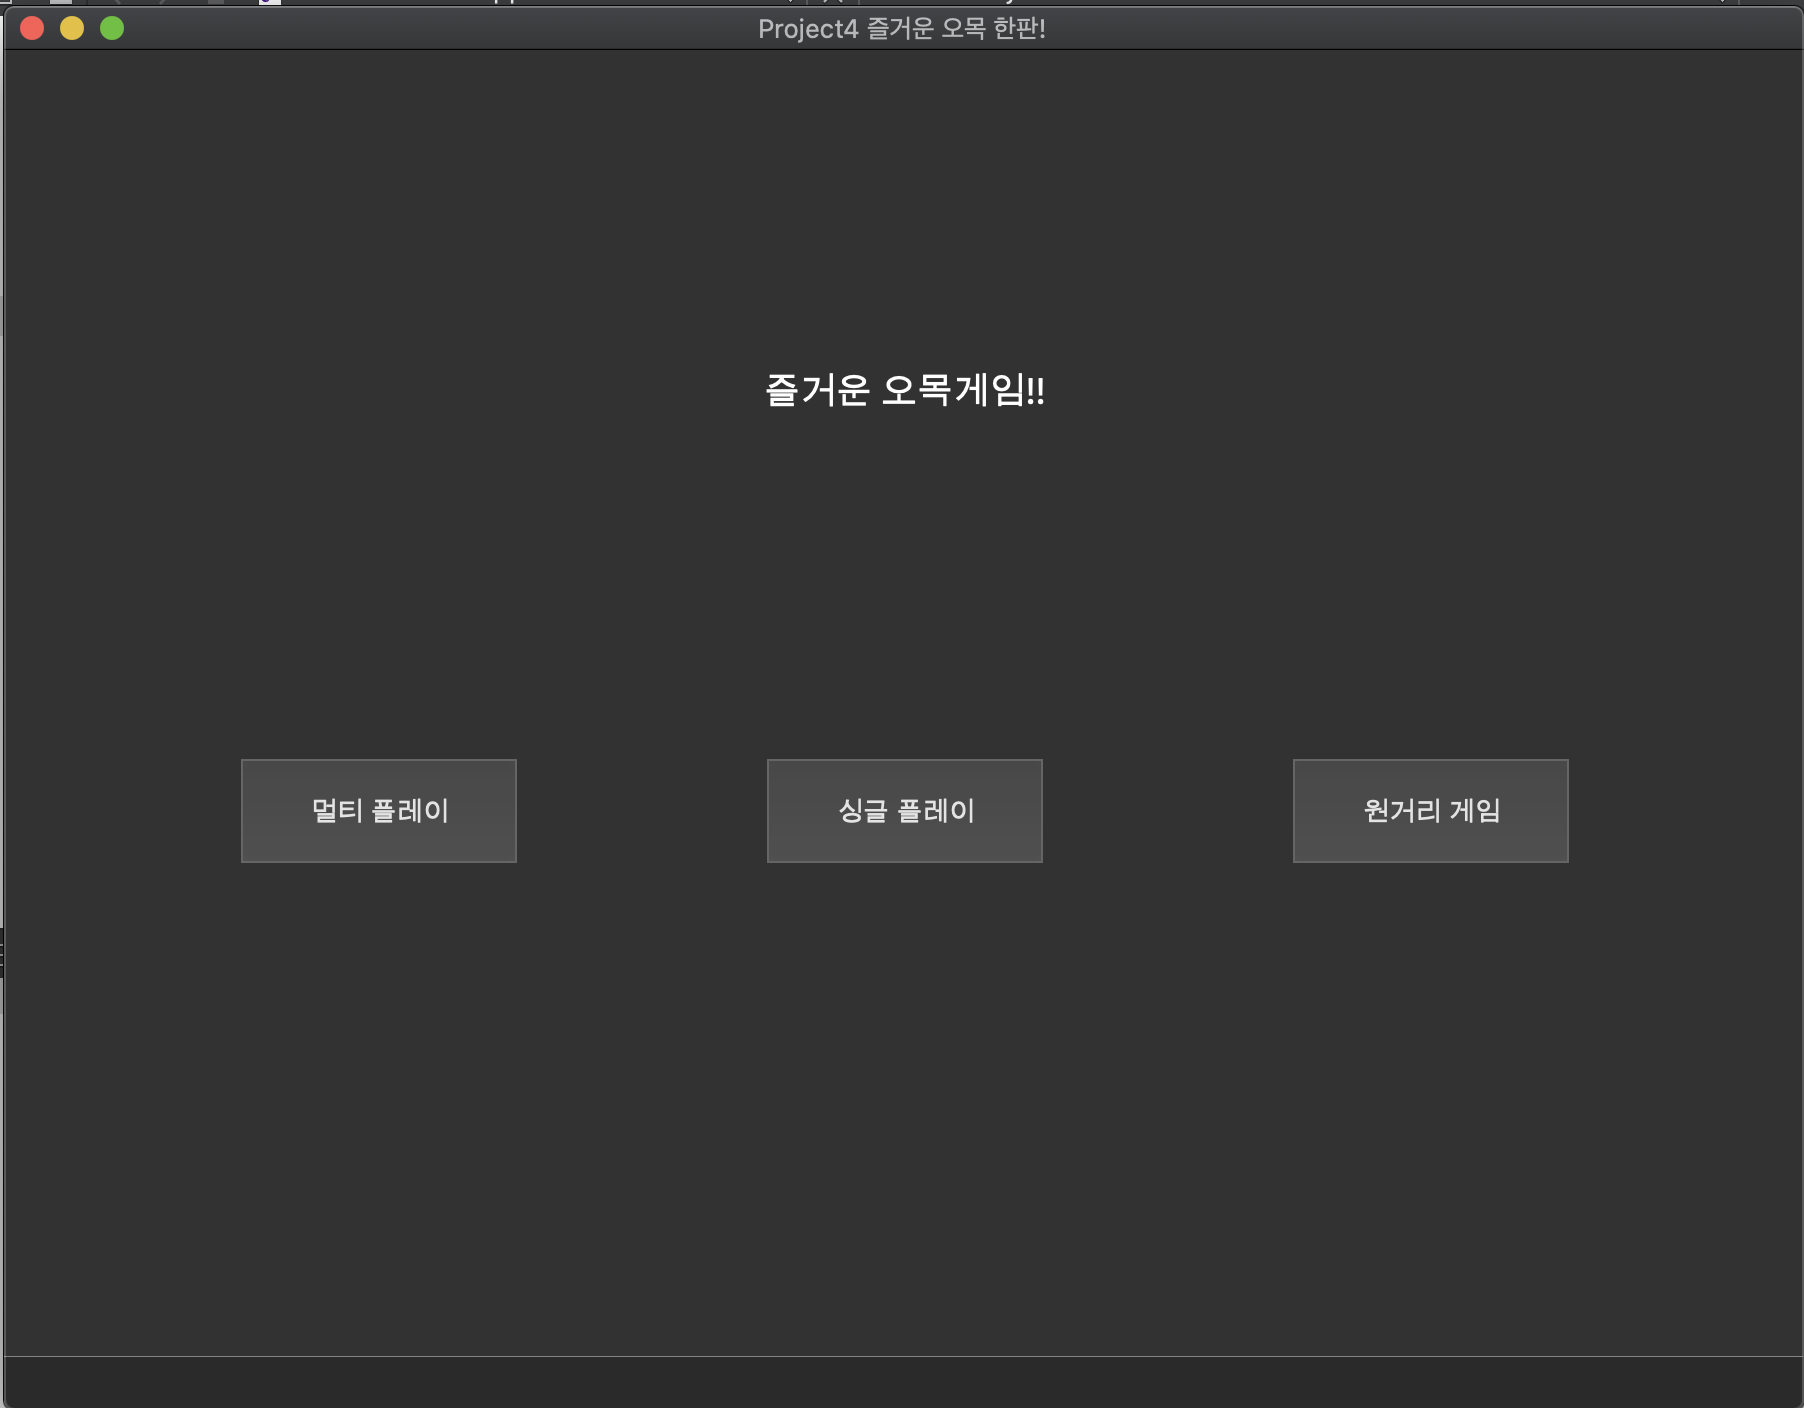 Project4 즐거운 오목 한판!
즐거운 오목게임!!
멀티 플레이
싱글 플레이
원거리 게임